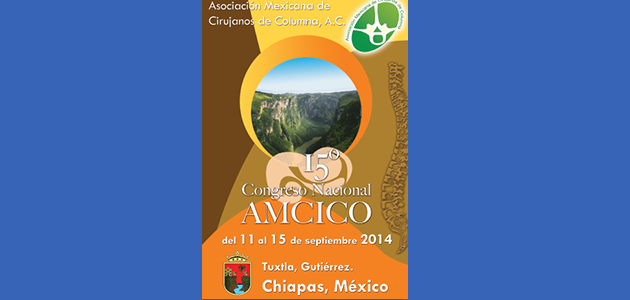 Asociación Mexicana de
Cirujanos de Columna, A.C.
15º
Congreso Nacional
AMCICO
del 11 al 15 de septiembre 2014
Tuxtla, Gutiérrez.
Chiapas, México